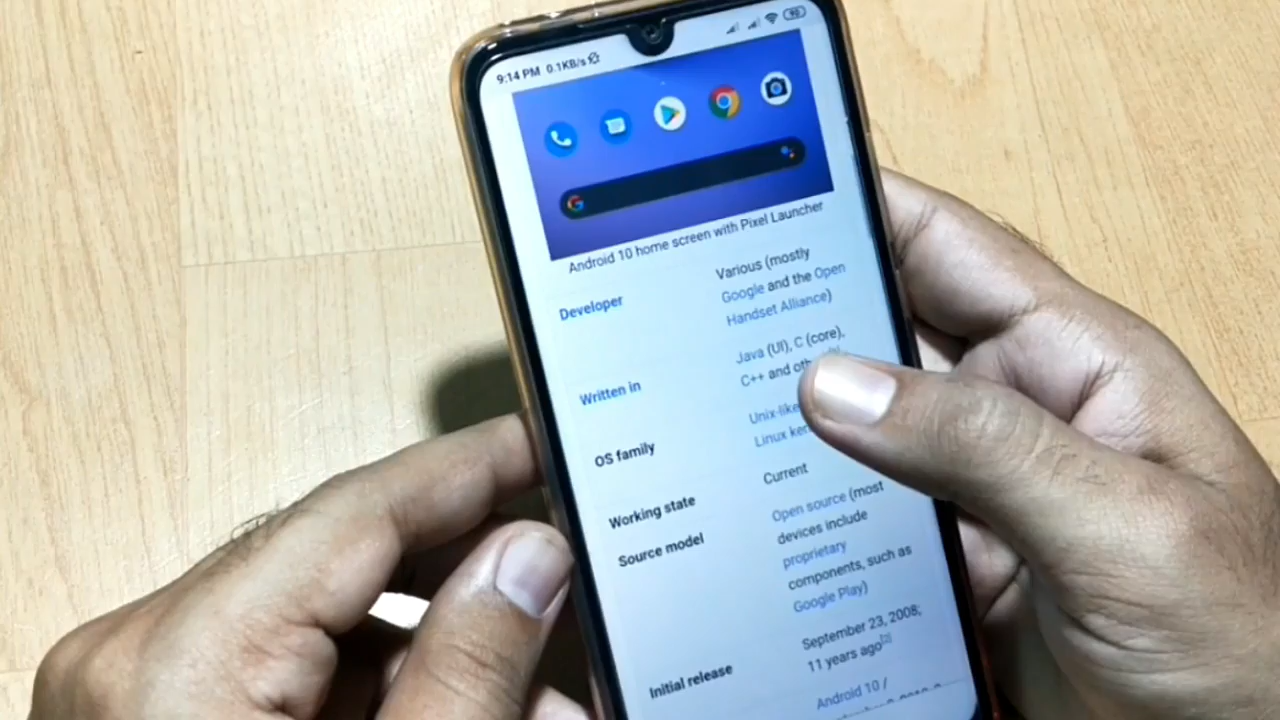 9:14 PM 0.1KB/s
90
Android 10 home screen with Pixel Launcher
Developer
Various (mostly
Google and the Open
Handset Alliance)
Written in
Java (UI), C (core),
C++ and
OS family
Unix-like
Linux
Working state
Current
Source model
Open source (most
devices include
proprietary
components, such as
Google Play)
Initial release
September 23, 2008;
11 years ago[2]
Android 10 /